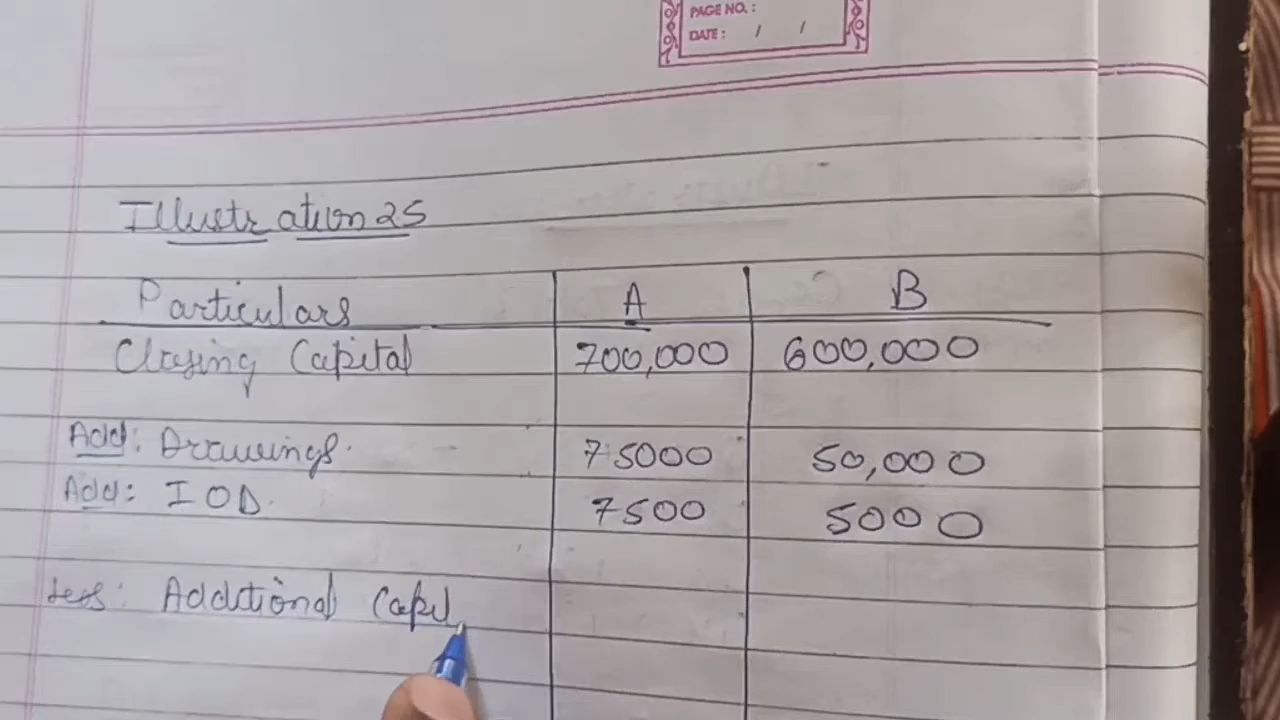 PAGE NO. :
DATE : / /
Illustration 25
Particulars A B
Closing Capital 700,000 600,000
Add: Drawings. 75000 50,000
Add: IOD. 7500 5000
Less: Additional Capi